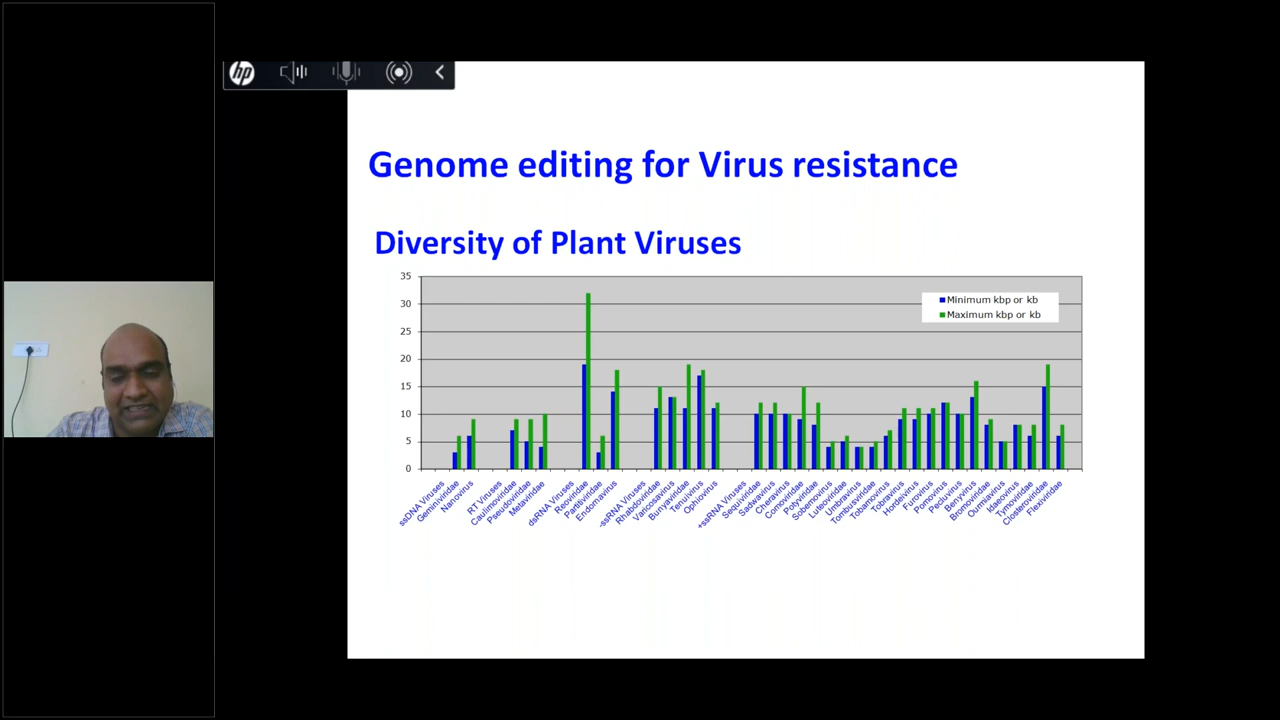 hp
Genome editing for Virus resistance
Diversity of Plant Viruses
35
30
25
20
15
10
5
0
Minimum kbp or kb
Maximum kbp or kb
ssDNA Viruses
Geminiviridae
Nanovirus
RT Viruses
Caulimoviridae
Pseudoviridae
Metaviridae
dsRNA Viruses
Reoviridae
Partitiviridae
Endornavirus
-ssRNA Viruses
Rhabdoviridae
Varicosavirus
Bunyaviridae
Tenuivirus
Ophiovirus
+ssRNA Viruses
Sequiviridae
Sadwavirus
Cheravirus
Comoviridae
Potyviridae
Sobemovirus
Luteoviridae
Umbravirus
Tombusviridae
Tobamovirus
Tobravirus
Hordeivirus
Furovirus
Pomovirus
Pecluvirus
Benyvirus
Bromoviridae
Ourmiavirus
Idaeovirus
Tymoviridae
Closteroviridae
Flexiviridae